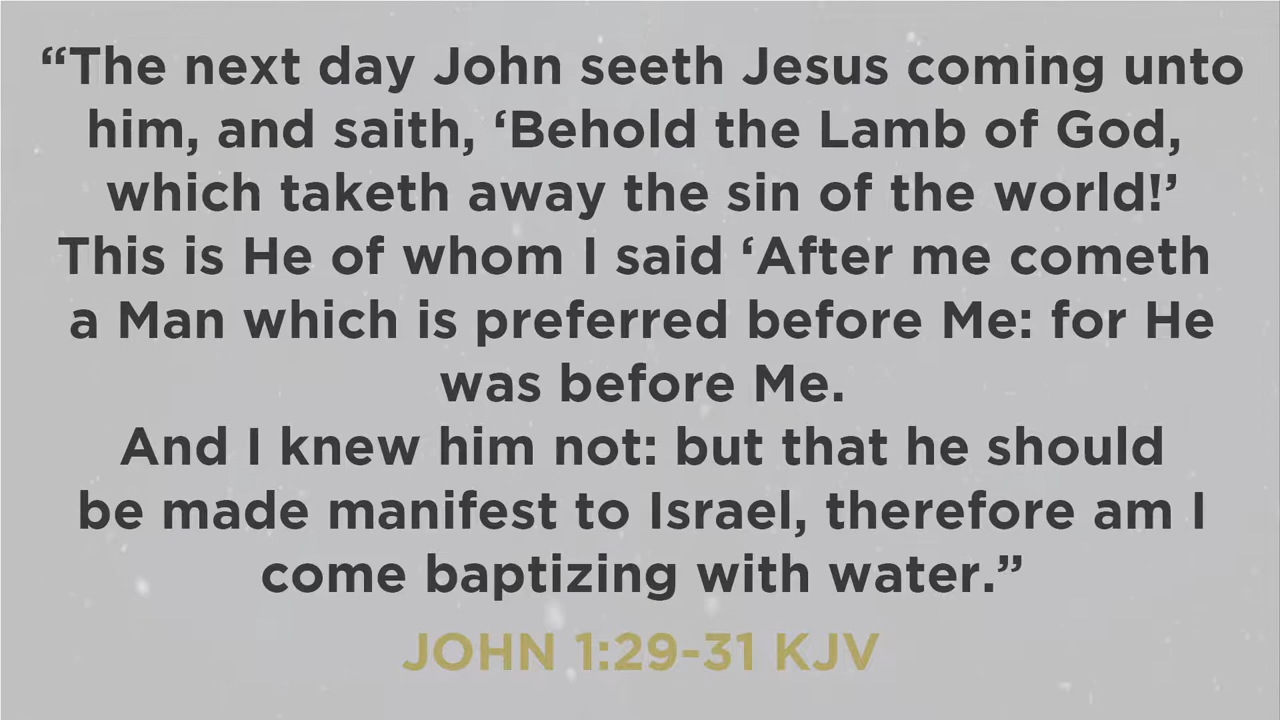 “The next day John seeth Jesus coming unto
him, and saith, ‘Behold the Lamb of God,
which taketh away the sin of the world!’
This is He of whom I said ‘After me cometh
a Man which is preferred before Me: for He
was before Me.
And I knew him not: but that he should
be made manifest to Israel, therefore am I
come baptizing with water.”
JOHN 1:29-31 KJV